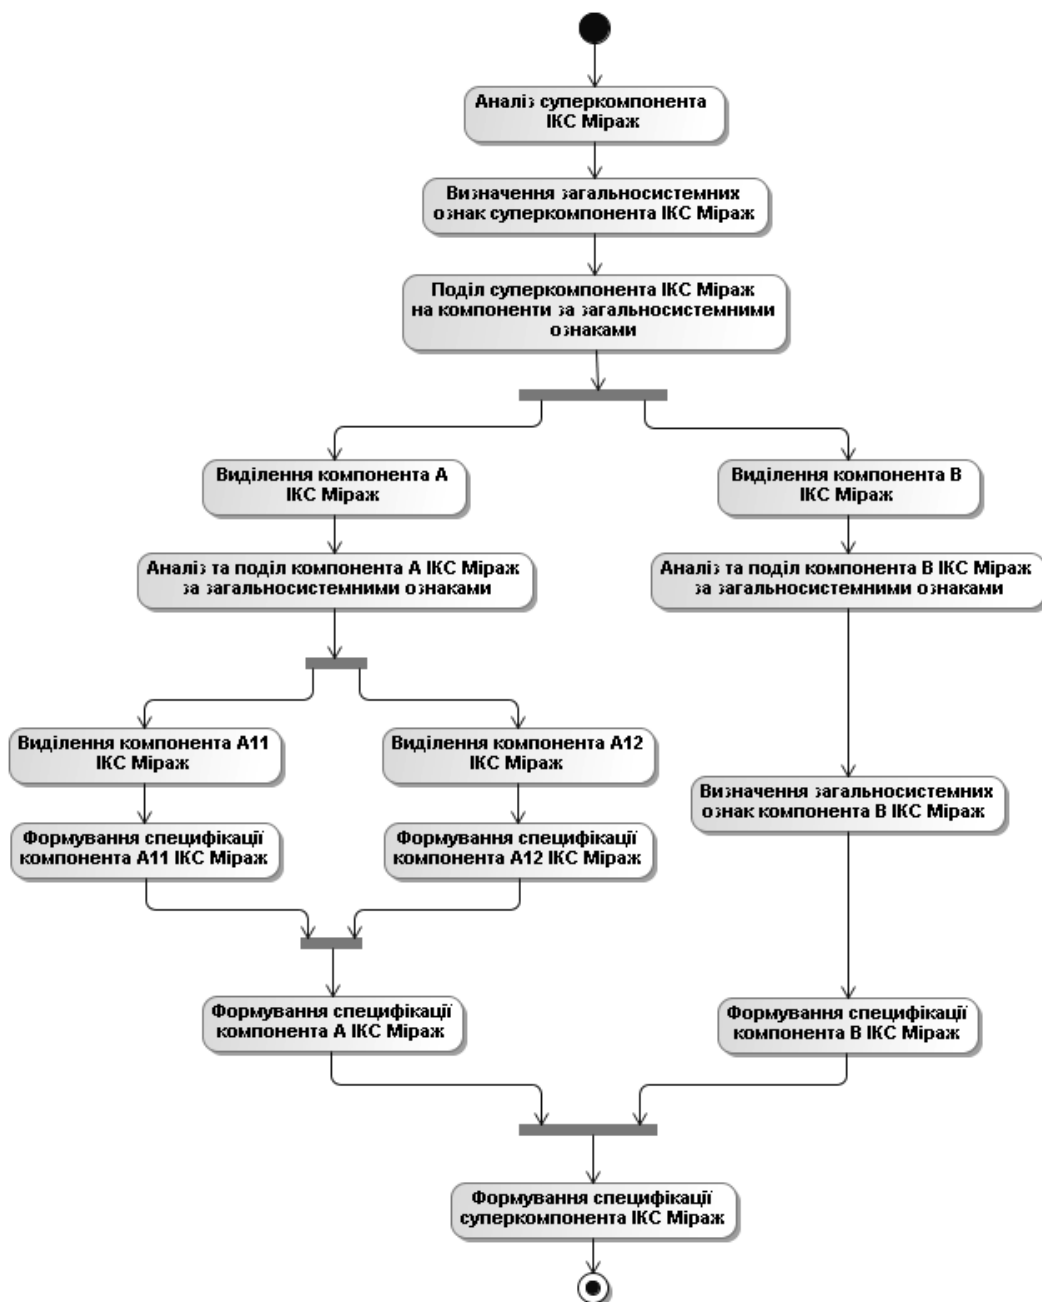 Аналіз суперкомпонента
ІКС Міраж
Визначення загальносистемних
ознак суперкомпонента ІКС Міраж
Поділ суперкомпонента ІКС Міраж
на компоненти за загальносистемними
ознаками
Виділення компонента А
ІКС Міраж
Виділення компонента В
ІКС Міраж
Аналіз та поділ компонента А ІКС Міраж
за загальносистемними ознаками
Аналіз та поділ компонента В ІКС Міраж
за загальносистемними ознаками
Виділення компонента А11
ІКС Міраж
Виділення компонента А12
ІКС Міраж
Визначення загальносистемних
ознак компонента В ІКС Міраж
Формування специфікації
компонента А11 ІКС Міраж
Формування специфікації
компонента А12 ІКС Міраж
Формування специфікації
компонента А ІКС Міраж
Формування специфікації
компонента В ІКС Міраж
Формування специфікації
суперкомпонента ІКС Міраж